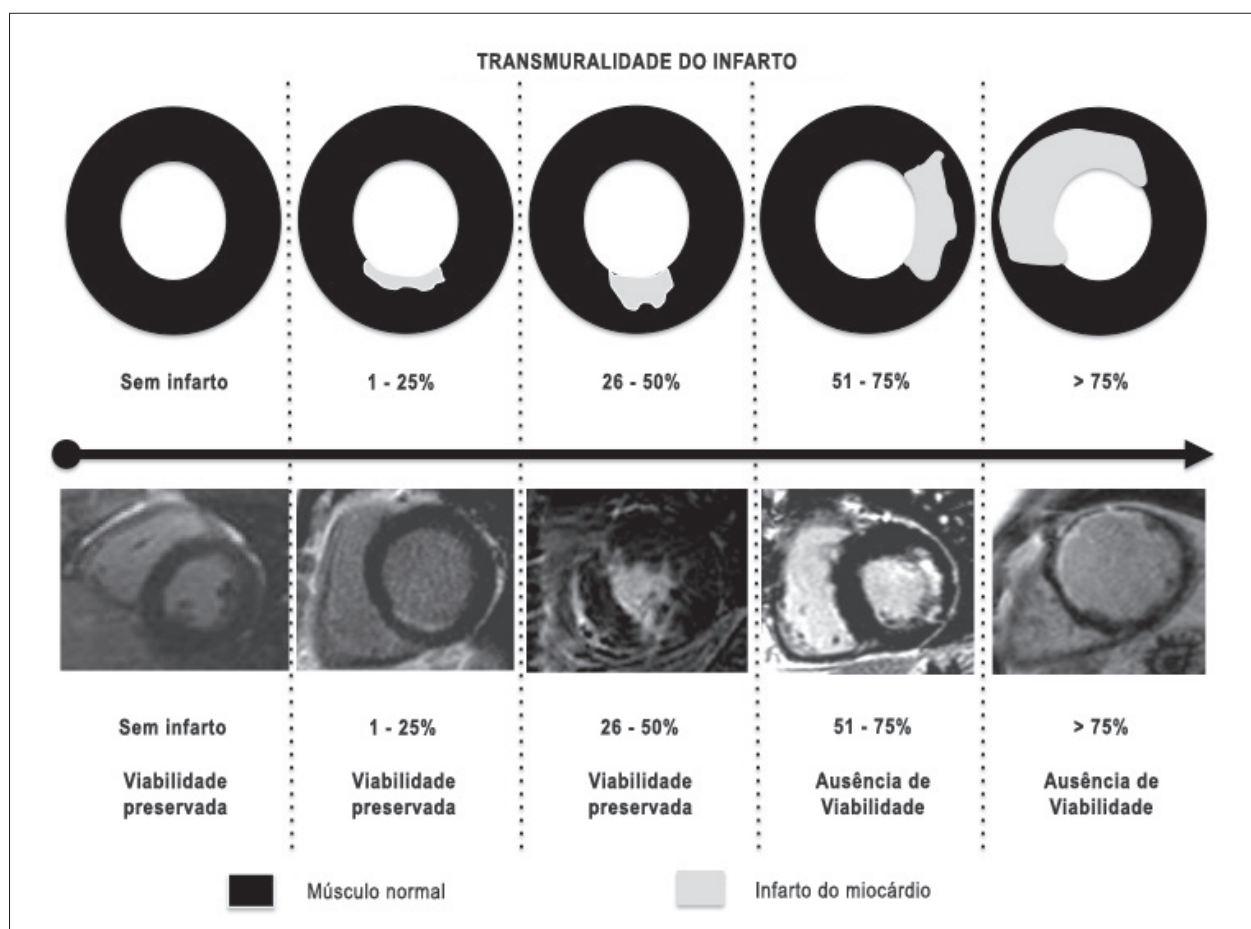 TRANSMURALIDADE DO INFARTO
Sem infarto
1 - 25%
26 - 50%
51 - 75%
> 75%
Sem infarto
1 - 25%
26 - 50%
51 - 75%
> 75%
Viabilidade
preservada
Viabilidade
preservada
Viabilidade
preservada
Ausência de
Viabilidade
Ausência de
Viabilidade
Músculo normal
Infarto do miocárdio